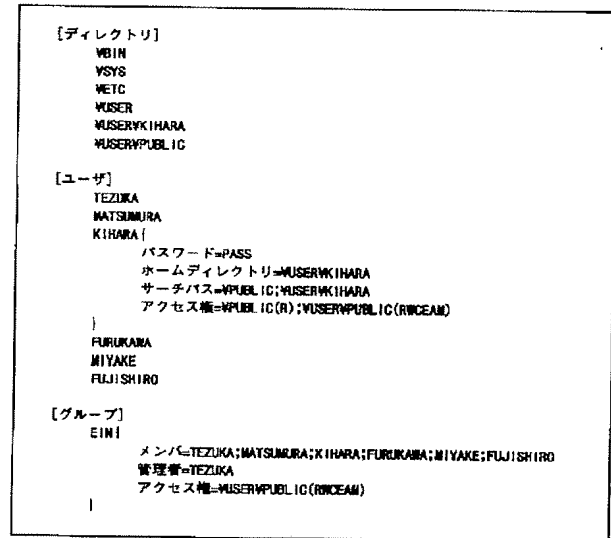 [ディレクトリ]
¥BIN
¥SYS
¥ETC
¥USER
¥USER¥KIHARA
¥USER¥PUBLIC
[ユーザ]
TEZUKA
MATSUMURA
KIHARA{
パスワード=PASS
ホームディレクトリ=¥USER¥KIHARA
サーチパス=¥PUBLIC;¥USER¥KIHARA
アクセス権=¥PUBLIC(R);¥USER¥PUBLIC(RWCEAM)
}
FURUKAWA
MIYAKE
FUJISHIRO
[グループ]
EIN{
メンバ=TEZUKA;MATSUMURA;KIHARA;FURUKAWA;MIYAKE;FUJISHIRO
管理者=TEZUKA
アクセス権=¥USER¥PUBLIC(RWCEAM)
}